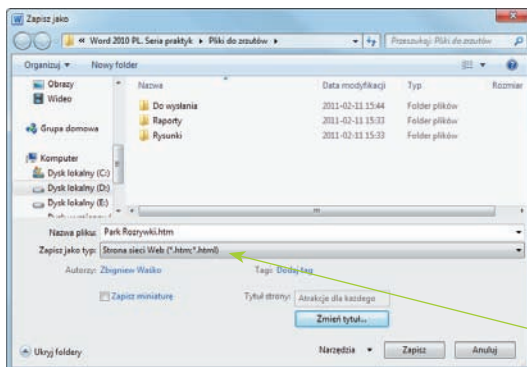 Zapisz jako
« Word 2010 PL. Seria praktyk ▸ Pliki do zrzutów ▸
Przeszukaj: Pliki do zrzutów
Organizuj ▾ Nowy folder
Nazwa Data modyfikacji Typ Rozmiar
Obrazy
Wideo
Grupa domowa
Komputer
Dysk lokalny (C:)
Dysk lokalny (D:)
Dysk lokalny (E:)
Do wysłania 2011-02-11 15:44 Folder plików
Raporty 2011-02-11 15:33 Folder plików
Rysunki 2011-02-11 15:33 Folder plików
Nazwa pliku: Park Rozrywki.htm
Zapisz jako typ: Strona sieci Web (*.htm;*.html)
Autorzy: Zbigniew Waśko Tagi: Dodaj tag
Zapisz miniaturę Tytuł strony: Atrakcje dla każdego
Zmień tytuł...
Ukryj foldery Narzędzia ▾ Zapisz Anuluj